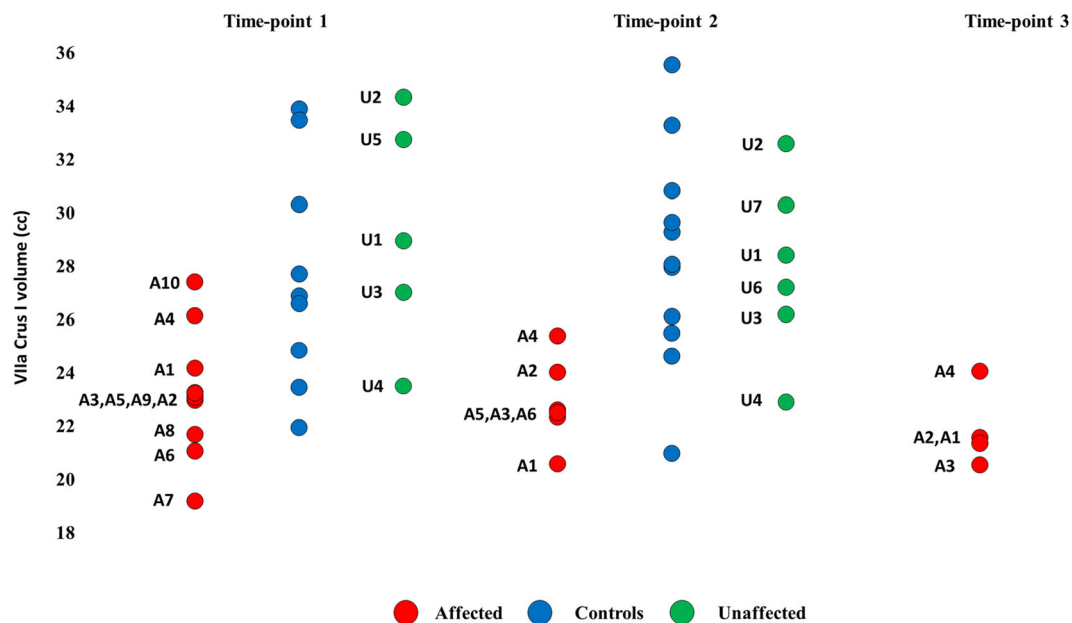 Time-point 1 Time-point 2 Time-point 3
VIIa Crus I volume (cc)
36
34
32
30
28
26
24
22
20
18
A10
A4
A1
A3,A5,A9,A2
A8
A6
A7
U2
U5
U1
U3
U4
A4
A2
A5,A3,A6
A1
U2
U7
U1
U6
U3
U4
A4
A2,A1
A3
Affected Controls Unaffected